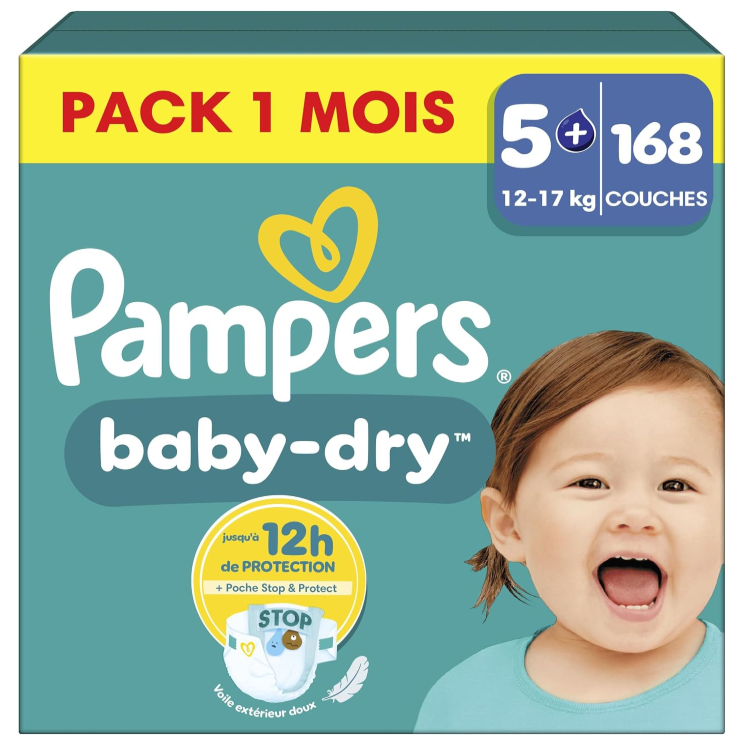 PACK 1 MOIS
5+ 168
12-17 kg COUCHES
Pampers®
baby-dry™
jusqu'à 12h
de PROTECTION
+ Poche Stop & Protect
STOP
Voile extérieur doux